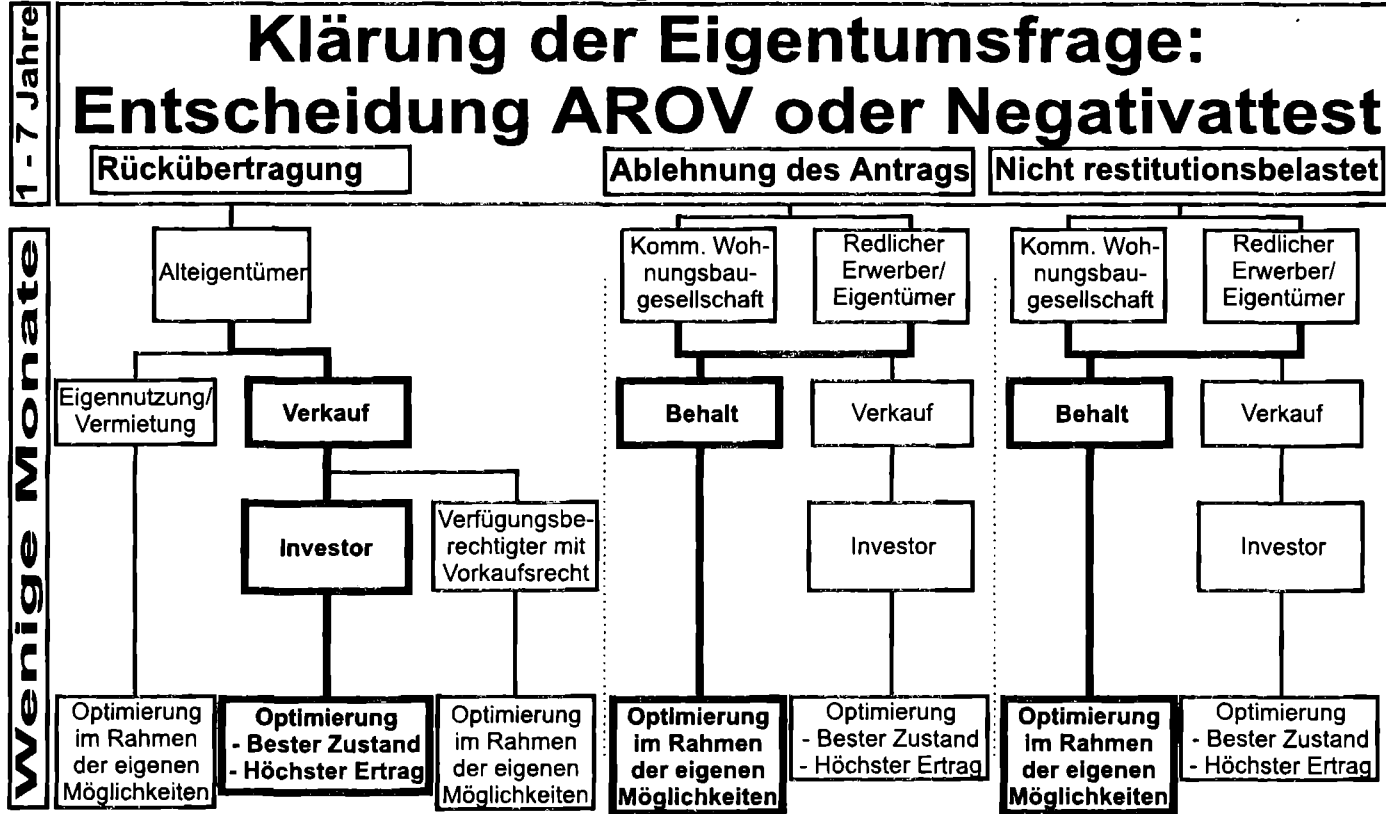 1 - 7 Jahre
Klärung der Eigentumsfrage:
Entscheidung AROV oder Negativattest
Rückübertragung
Ablehnung des Antrags
Nicht restitutionsbelastet
Wenige Monate
Alteigentümer
Komm. Woh-
nungsbau-
gesellschaft
Redlicher
Erwerber/
Eigentümer
Komm. Woh-
nungsbau-
gesellschaft
Redlicher
Erwerber/
Eigentümer
Eigennutzung/
Vermietung
Verkauf
Behalt
Verkauf
Behalt
Verkauf
Investor
Verfügungsbe-
rechtigter mit
Vorkaufsrecht
Investor
Investor
Optimierung
im Rahmen
der eigenen
Möglichkeiten
Optimierung
- Bester Zustand
- Höchster Ertrag
Optimierung
im Rahmen
der eigenen
Möglichkeiten
Optimierung
im Rahmen
der eigenen
Möglichkeiten
Optimierung
- Bester Zustand
- Höchster Ertrag
Optimierung
im Rahmen
der eigenen
Möglichkeiten
Optimierung
- Bester Zustand
- Höchster Ertrag